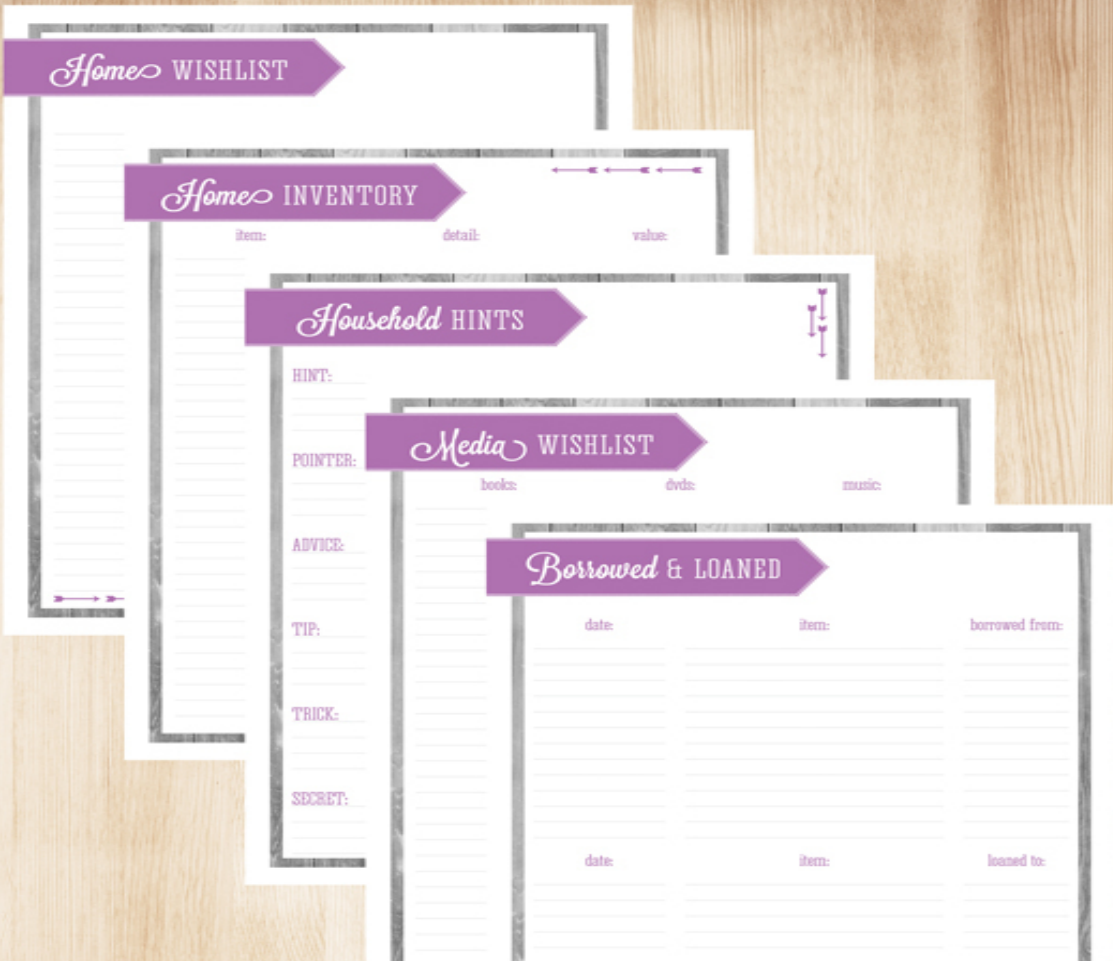 Home WISHLIST
Home INVENTORY
item: detail: value:
Household HINTS
HINT:
POINTER:
ADVICE:
TIP:
TRICK:
SECRET:
Media WISHLIST
books: dvds: music:
Borrowed & LOANED
date: item: borrowed from:
date: item: loaned to: